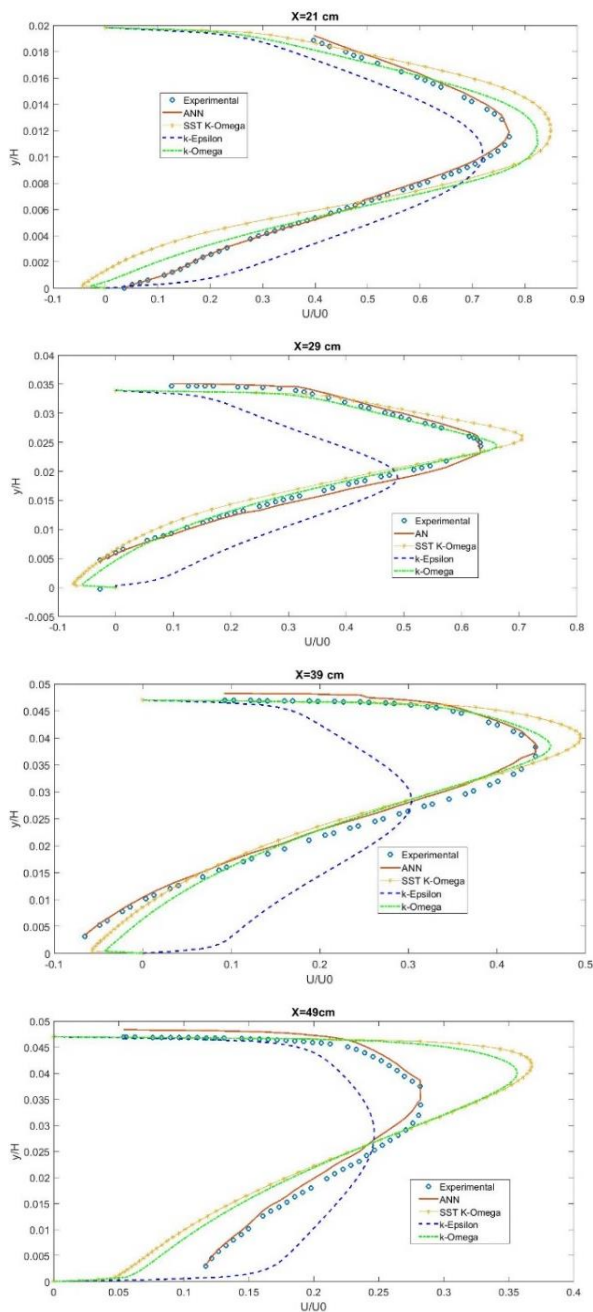 X=21 cm
0.02
0.018
0.016
0.014
0.012
0.01
0.008
0.006
0.004
0.002
0
y/H
Experimental
ANN
SST K-Omega
k-Epsilon
k-Omega
-0.1 0 0.1 0.2 0.3 0.4 0.5 0.6 0.7 0.8 0.9
U/U0
X=29 cm
0.04
0.035
0.03
0.025
0.02
0.015
0.01
0.005
0
-0.005
y/H
Experimental
AN
SST K-Omega
k-Epsilon
k-Omega
-0.1 0 0.1 0.2 0.3 0.4 0.5 0.6 0.7 0.8
U/U0
X=39 cm
0.05
0.045
0.04
0.035
0.03
0.025
0.02
0.015
0.01
0.005
0
y/H
Experimental
ANN
SST K-Omega
k-Epsilon
k-Omega
-0.1 0 0.1 0.2 0.3 0.4 0.5
U/U0
X=49cm
0.05
0.045
0.04
0.035
0.03
0.025
0.02
0.015
0.01
0.005
0
y/H
Experimental
ANN
SST K-Omega
k-Epsilon
k-Omega
0 0.05 0.1 0.15 0.2 0.25 0.3 0.35 0.4
U/U0